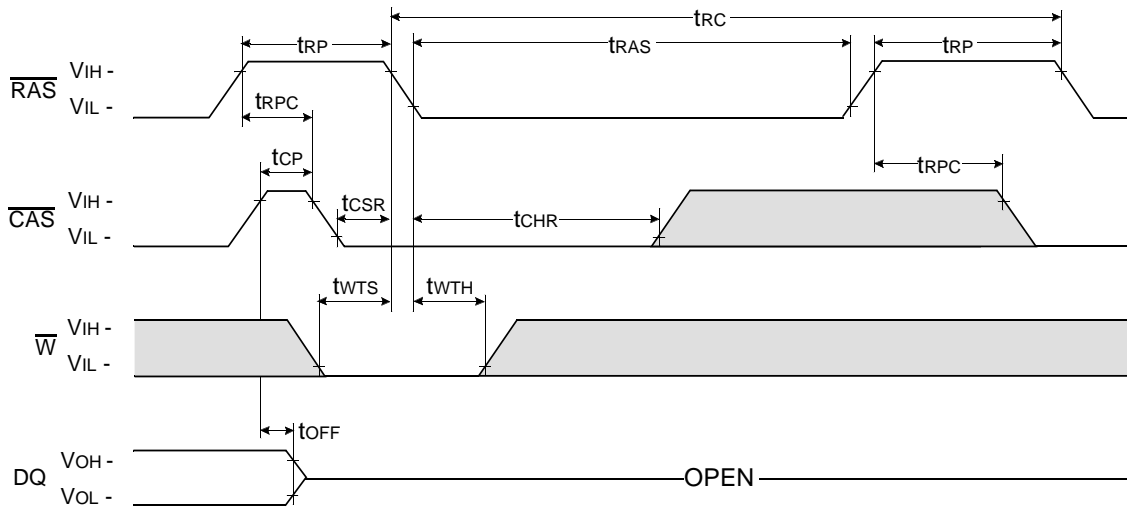 tRC
tRP
tRAS
tRP
RAS
VIH -
VIL -
tRPC
tCP
tRPC
CAS
VIH -
VIL -
tCSR
tCHR
tWTS
tWTH
W
VIH -
VIL -
tOFF
DQ
VOH -
VOL -
OPEN